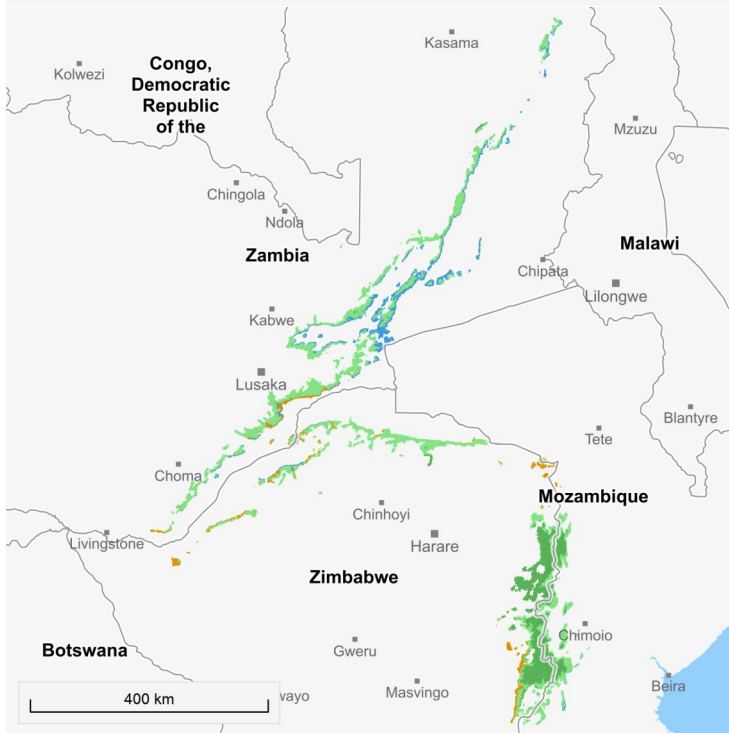 Kasama
Kolwezi
Congo,
Democratic
Republic
of the
Mzuzu
Chingola
Ndola
Zambia
Malawi
Chipata
Lilongwe
Kabwe
Lusaka
Blantyre
Tete
Choma
Mozambique
Chinhoyi
Livingstone
Harare
Zimbabwe
Chimoio
Botswana
Gweru
Masvingo
Beira
400 km
wayo